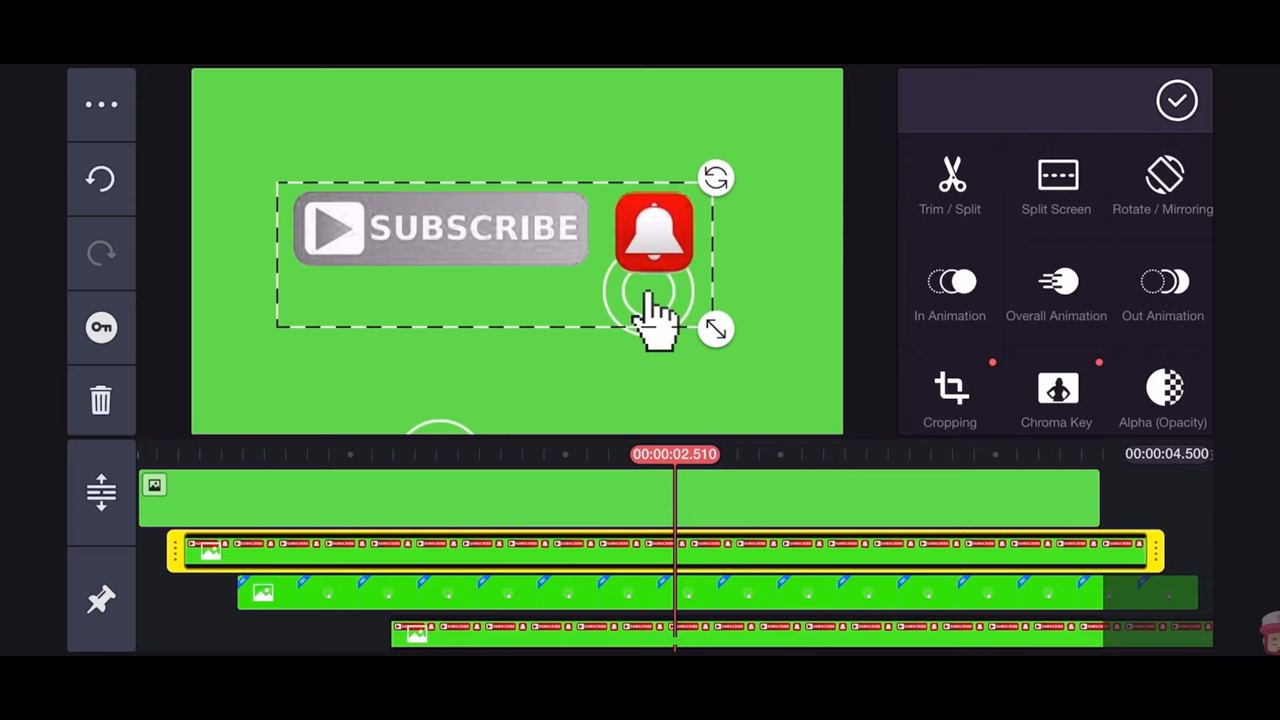 SUBSCRIBE
Trim / Split
Split Screen
Rotate / Mirroring
In Animation
Overall Animation
Out Animation
Cropping
Chroma Key
Alpha (Opacity)
00:00:02.510
00:00:04.500